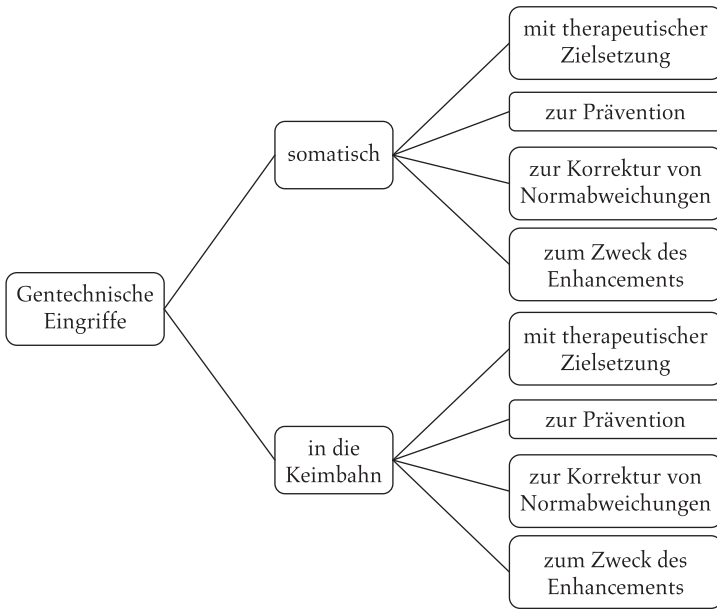 Gentechnische
Eingriffe
somatisch
mit therapeutischer
Zielsetzung
zur Prävention
zur Korrektur von
Normabweichungen
zum Zweck des
Enhancements
in die
Keimbahn
mit therapeutischer
Zielsetzung
zur Prävention
zur Korrektur von
Normabweichungen
zum Zweck des
Enhancements